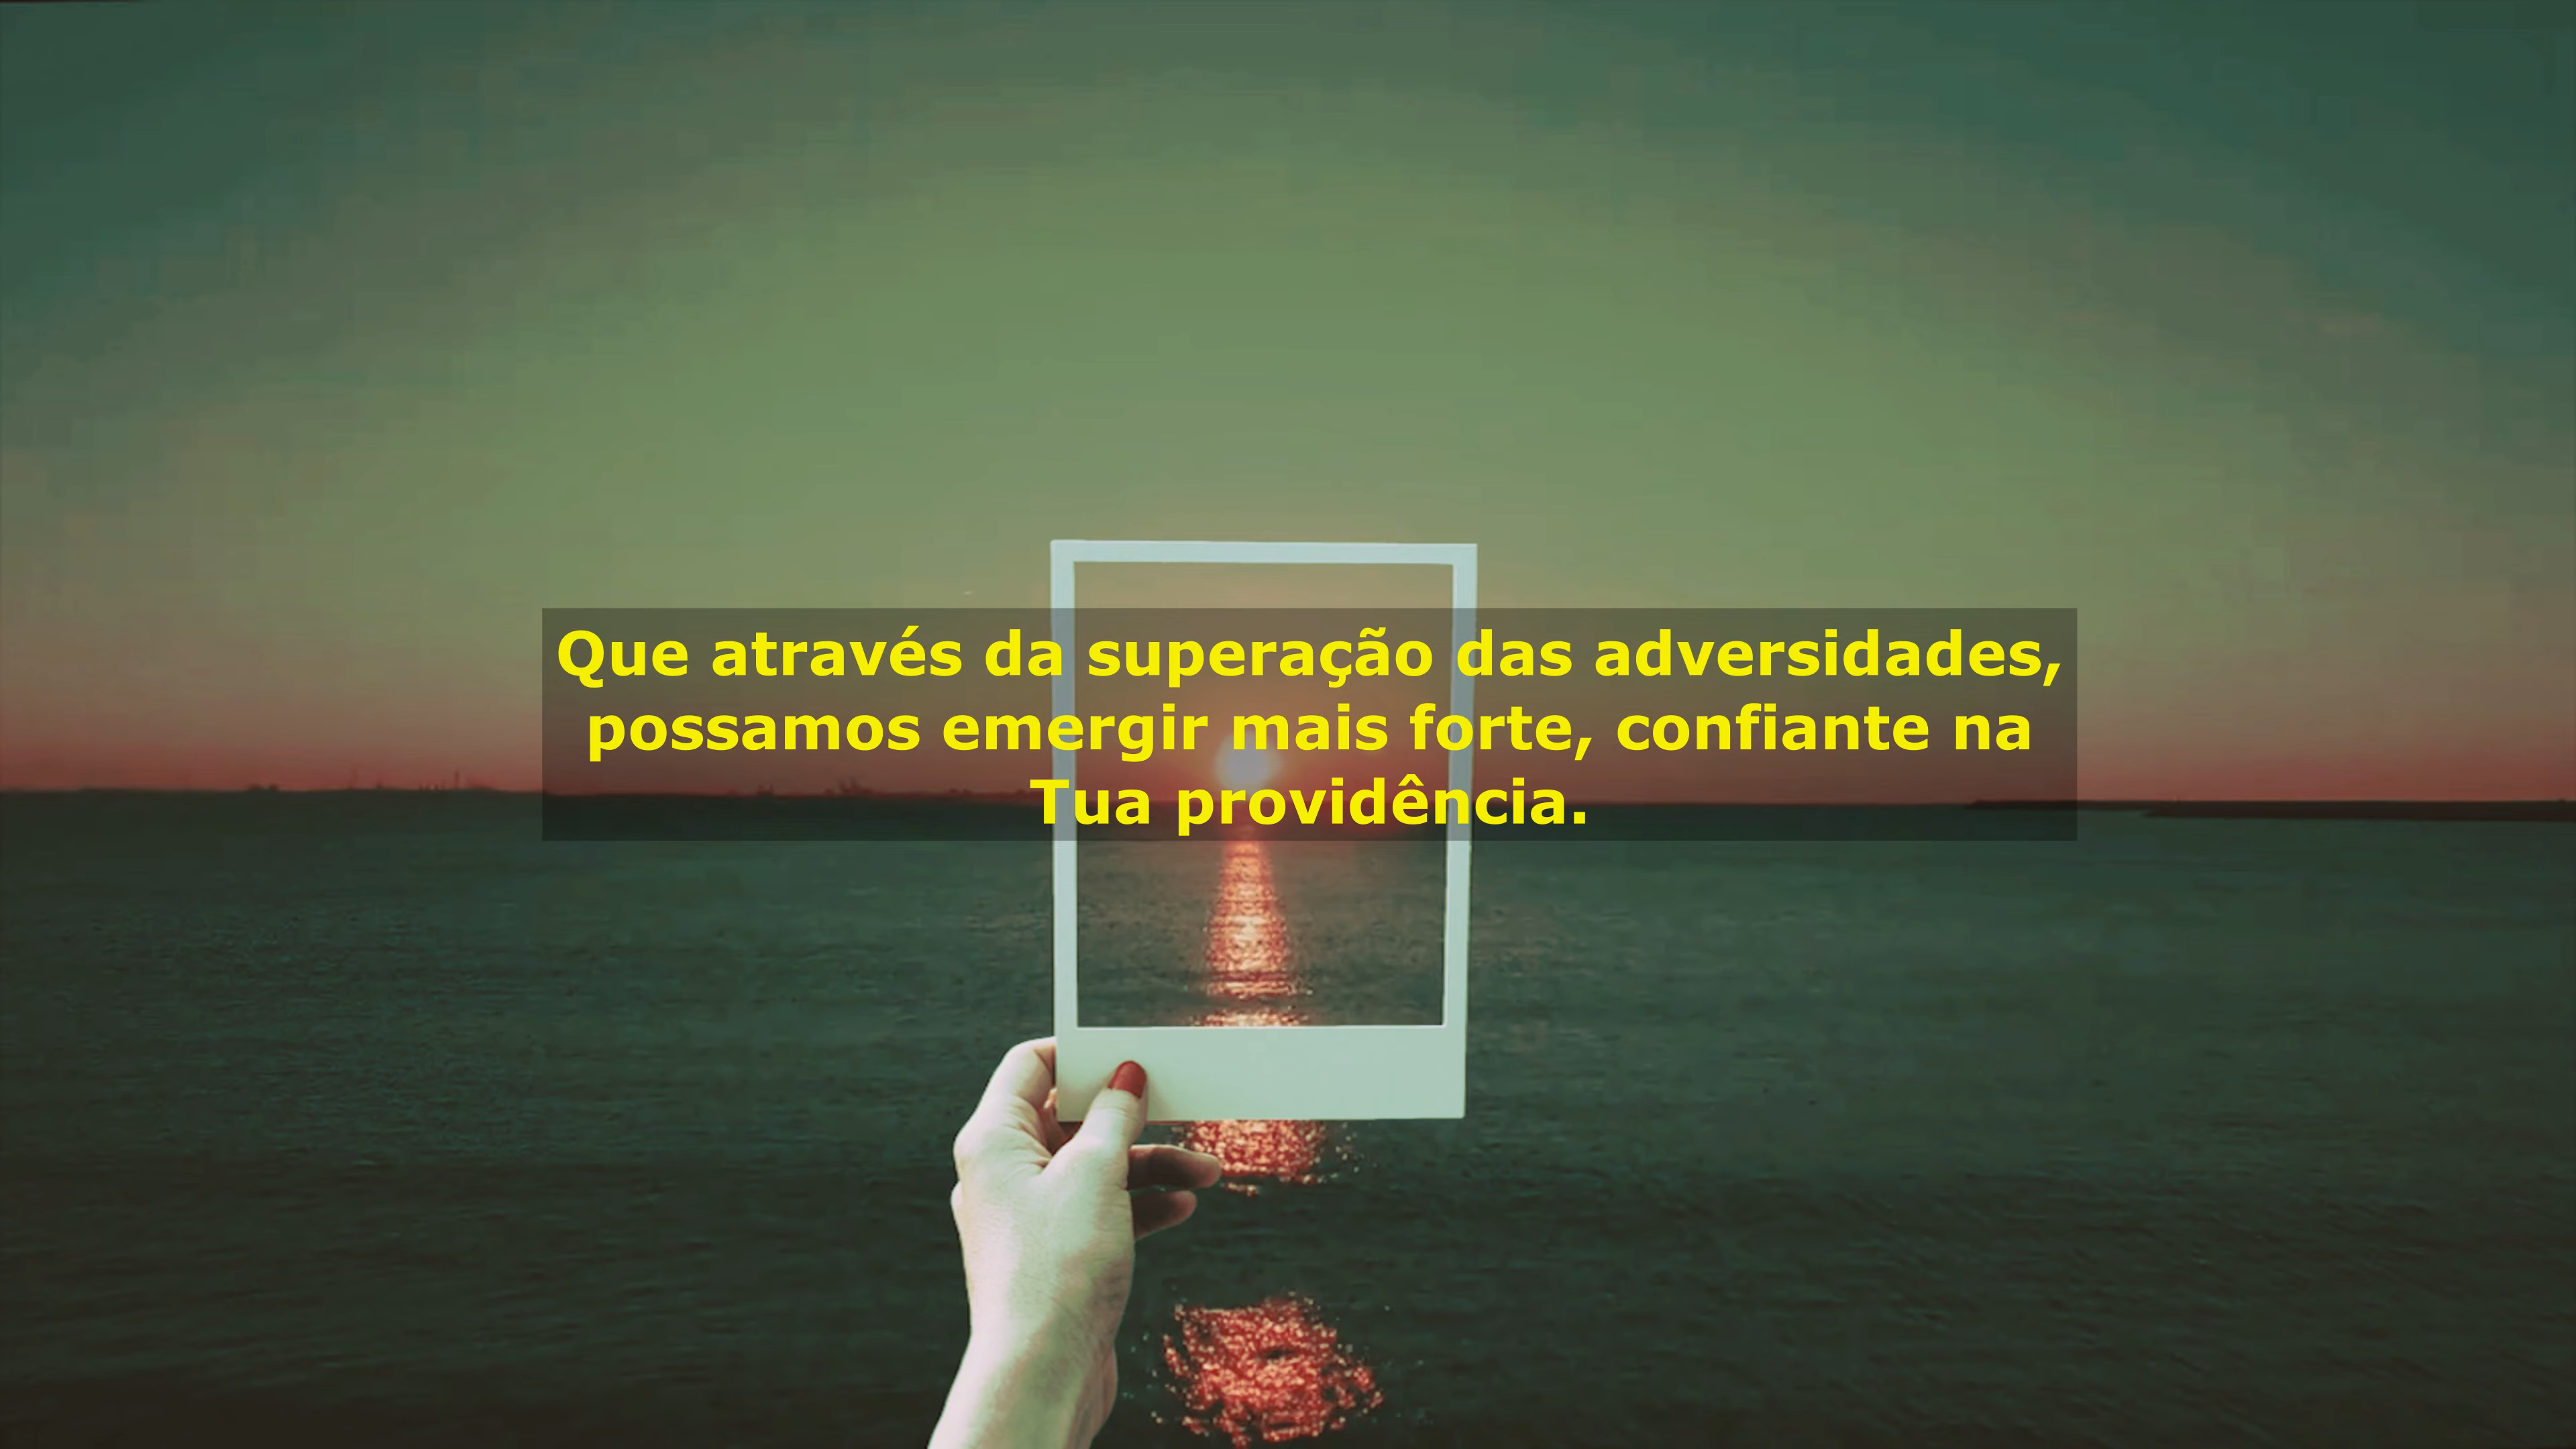 Que através da superação das adversidades,
possamos emergir mais forte, confiante na
Tua providência.